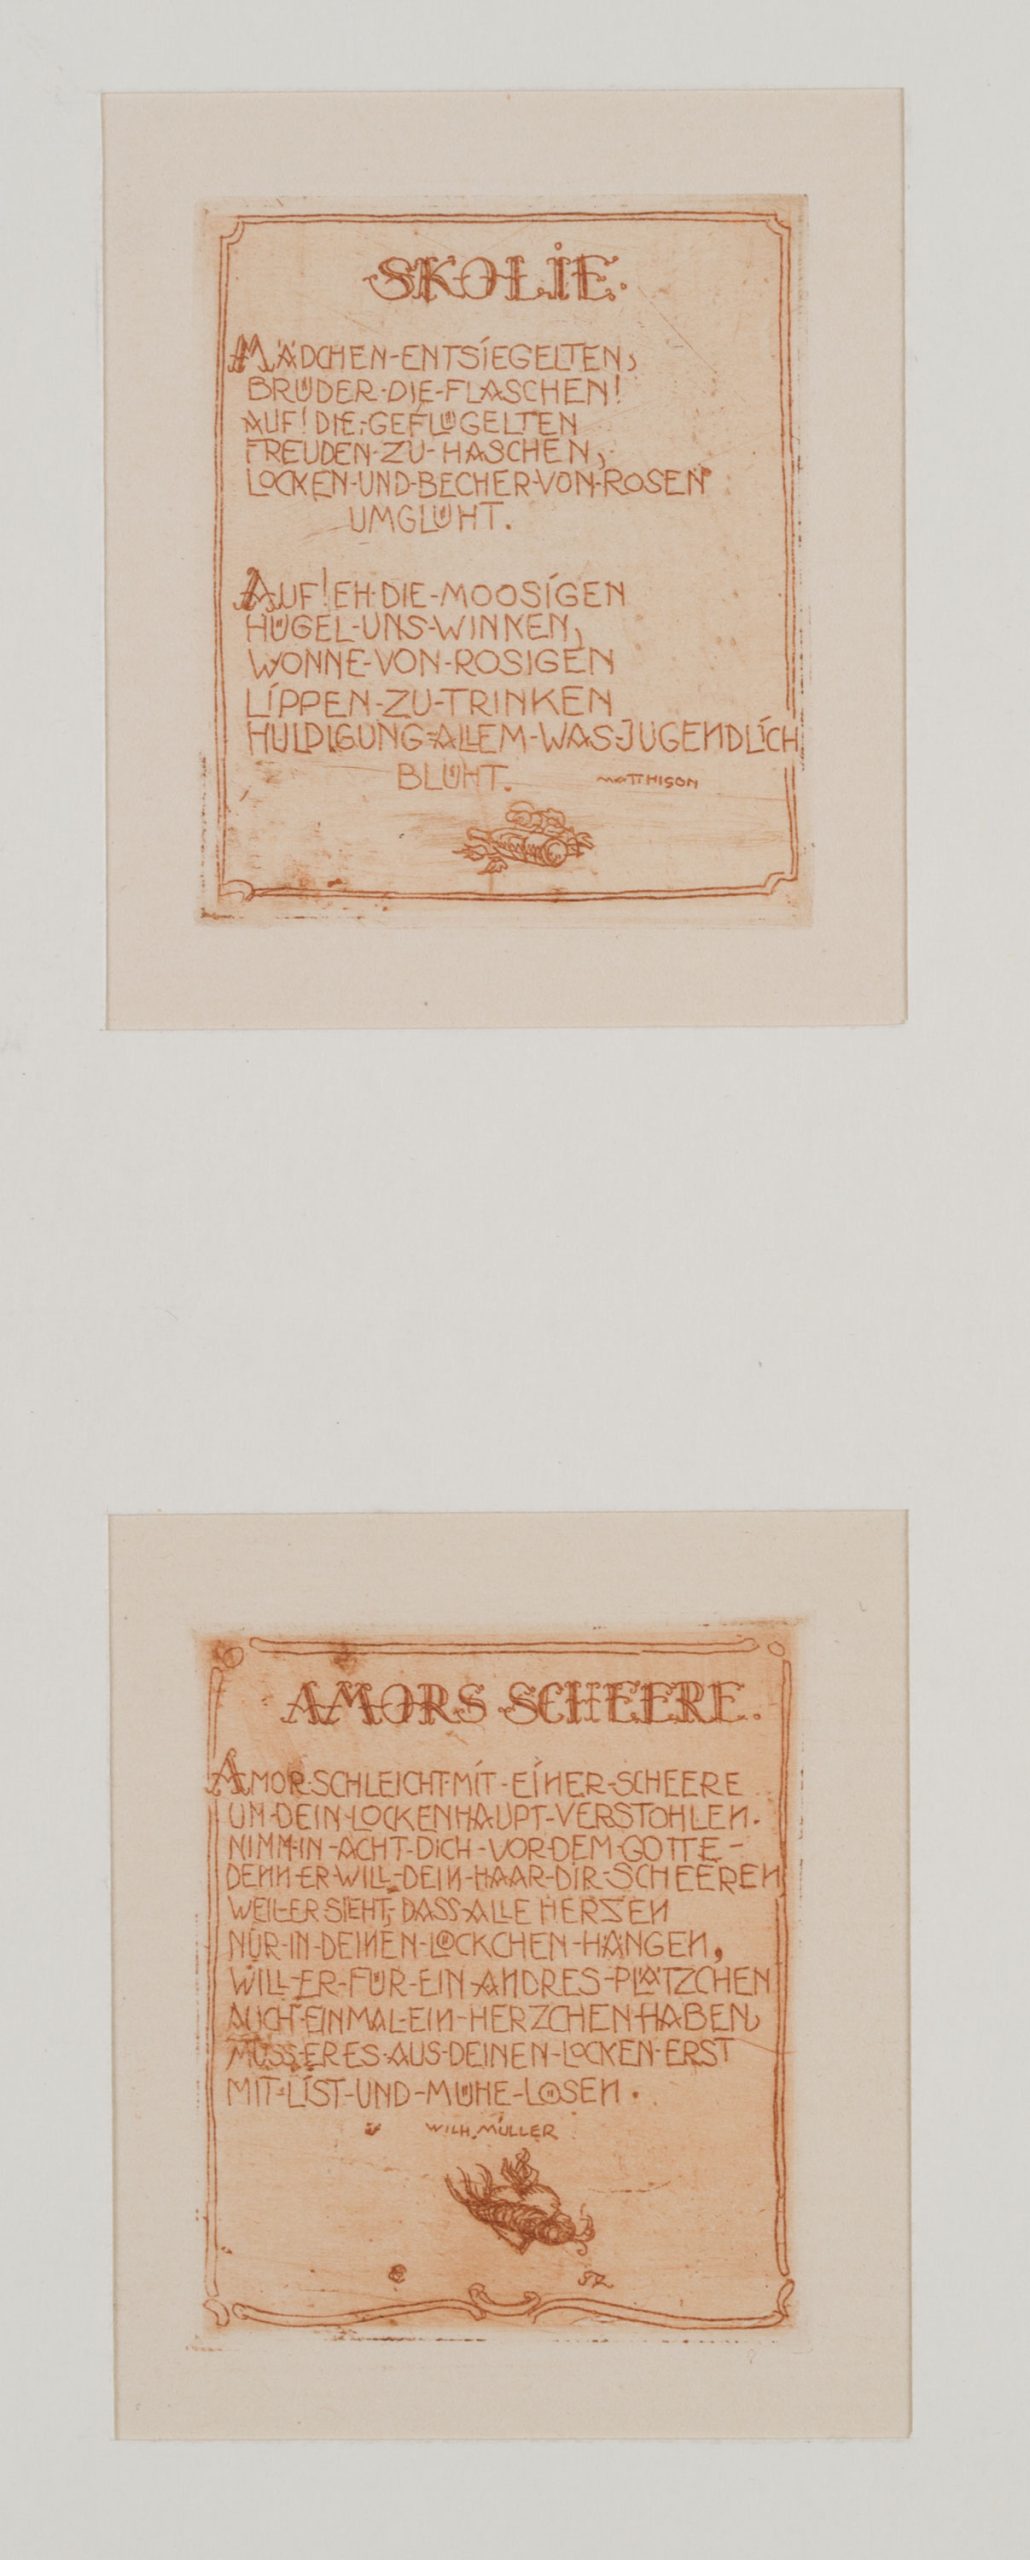 SKOLIE.
MÄDCHEN-ENTSIEGELTEN,
BRÜDER-DIE-FLASCHEN!
AUF! DIE-GEFLÜGELTEN
FREUDEN-ZU-HASCHEN,
LOCKEN-UND-BECHER-VON-ROSEN
UMGLÜHT.
AUF! EH-DIE-MOOSIGEN
HÜGEL-UNS-WINKEN,
WONNE-VON-ROSIGEN
LIPPEN-ZU-TRINKEN
HULDIGUNG-ALLEM-WAS-JUGENDLICH
BLÜHT.
MATTHISON
AMORS SCHEERE.
AMOR-SCHLEICHT-MIT-EINER-SCHEERE
UM-DEIN-LOCKENHAUPT-VERSTOHLEN.
NIMM-IN-ACHT-DICH-VOR-DEM-GOTTE-
DENN-ER-WILL-DEIN-HAAR-DIR-SCHEEREN
WEIL-ER SIEHT, DASS-ALLE HERZEN
NUR-IN-DEINEN-LÖCKCHEN-HÄNGEN,
WILL-ER-FÜR-EIN-ANDRES-PLÄTZCHEN
AUCH-EINMAL-EIN-HERZCHEN-HABEN,
MUSS-ER ES-AUS-DEINEN-LOCKEN-ERST
MIT-LIST-UND-MÜHE-LÖSEN.
WILH. MÜLLER